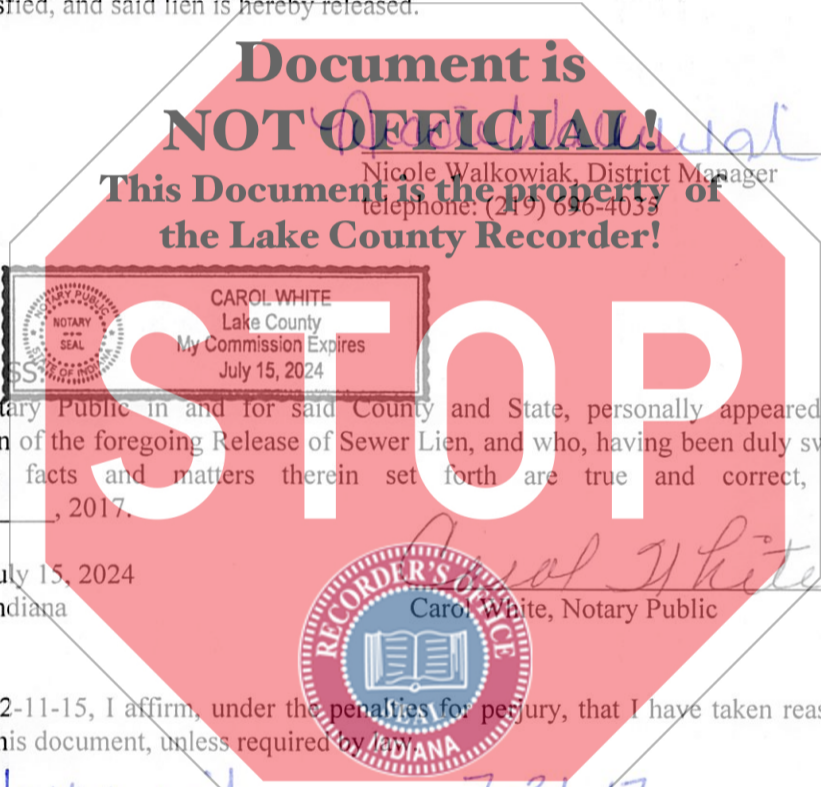 sfied, and said lien is hereby released.
Document is
NOT OFFICIAL!
Nicole Walkowiak, District Manager
This Document is the property of
telephone: (219) 696-4035
the Lake County Recorder!
NOTARY PUBLIC
NOTARY
SEAL
STATE OF INDIANA
CAROL WHITE
Lake County
My Commission Expires
July 15, 2024
STOP
SS:
tary Public in and for said County and State, personally appeared
n of the foregoing Release of Sewer Lien, and who, having been duly sw
facts and matters therein set forth are true and correct,
, 2017.
Carol White
uly 15, 2024
ndiana
Carol White, Notary Public
RECORDER'S OFFICE
INDIANA
2-11-15, I affirm, under the penalties for perjury, that I have taken reas
his document, unless required by law.